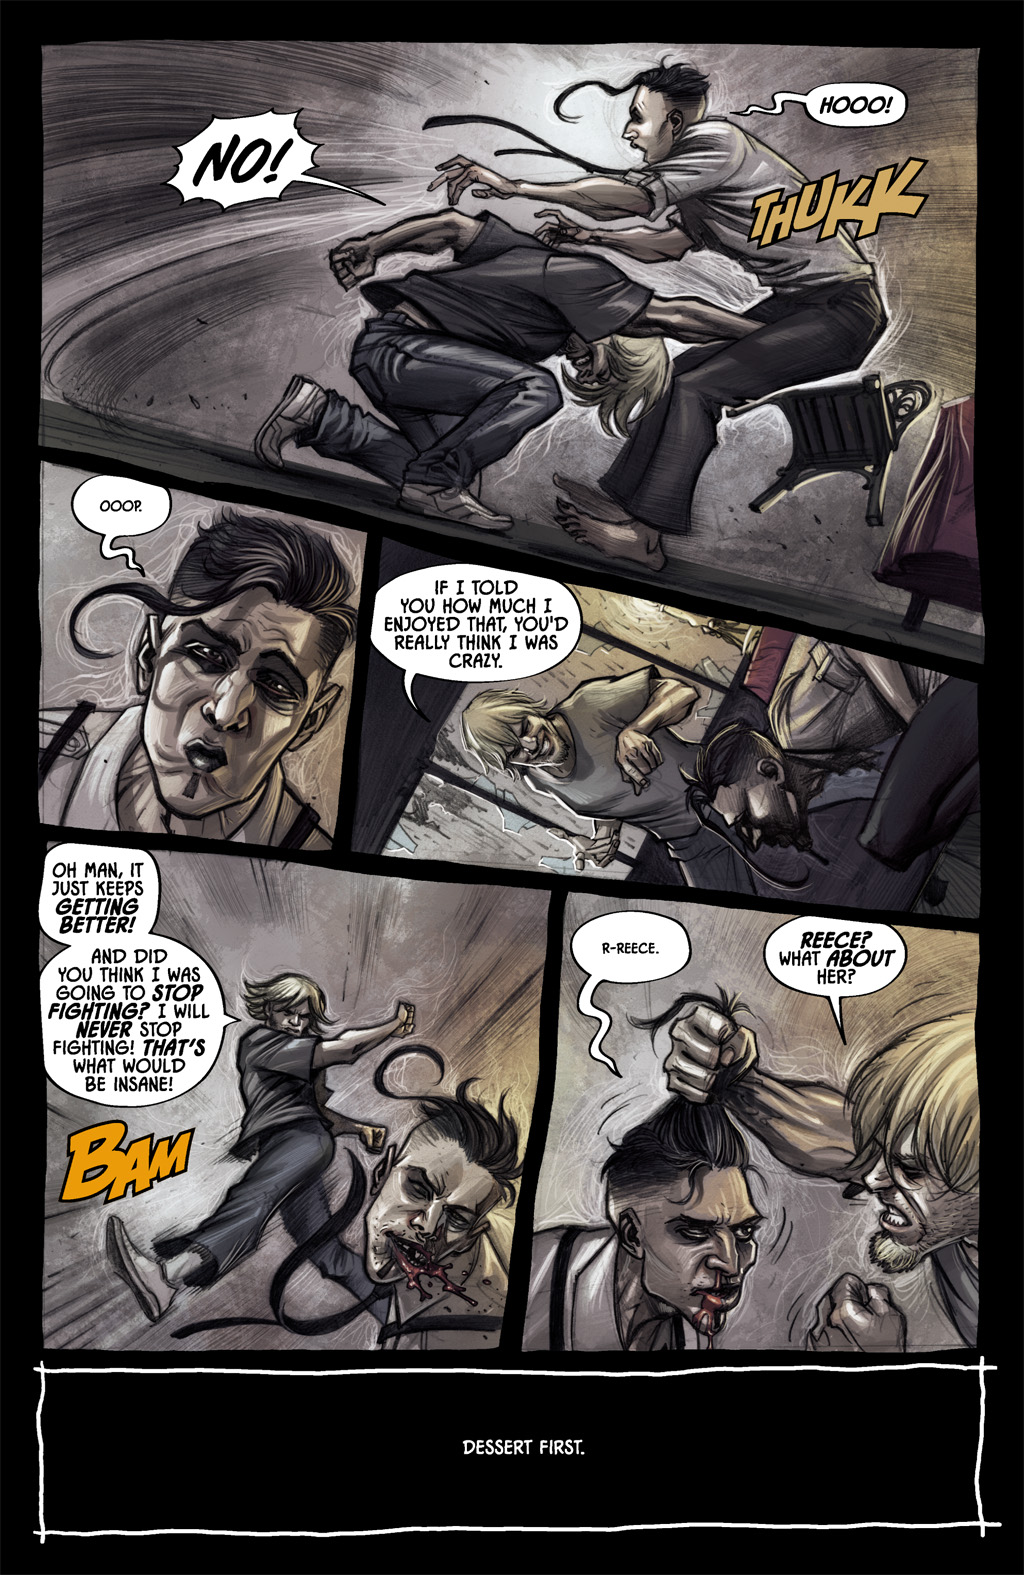 NO!
HOOO!
THUKK
OOOP.
IF I TOLD
YOU HOW MUCH I
ENJOYED THAT, YOU'D
REALLY THINK I WAS
CRAZY.
OH MAN, IT
JUST KEEPS
GETTING
BETTER!
AND DID
YOU THINK I WAS
GOING TO STOP
FIGHTING? I WILL
NEVER STOP
FIGHTING! THAT'S
WHAT WOULD
BE INSANE!
BAM
R-REECE.
REECE?
WHAT ABOUT
HER?
DESSERT FIRST.